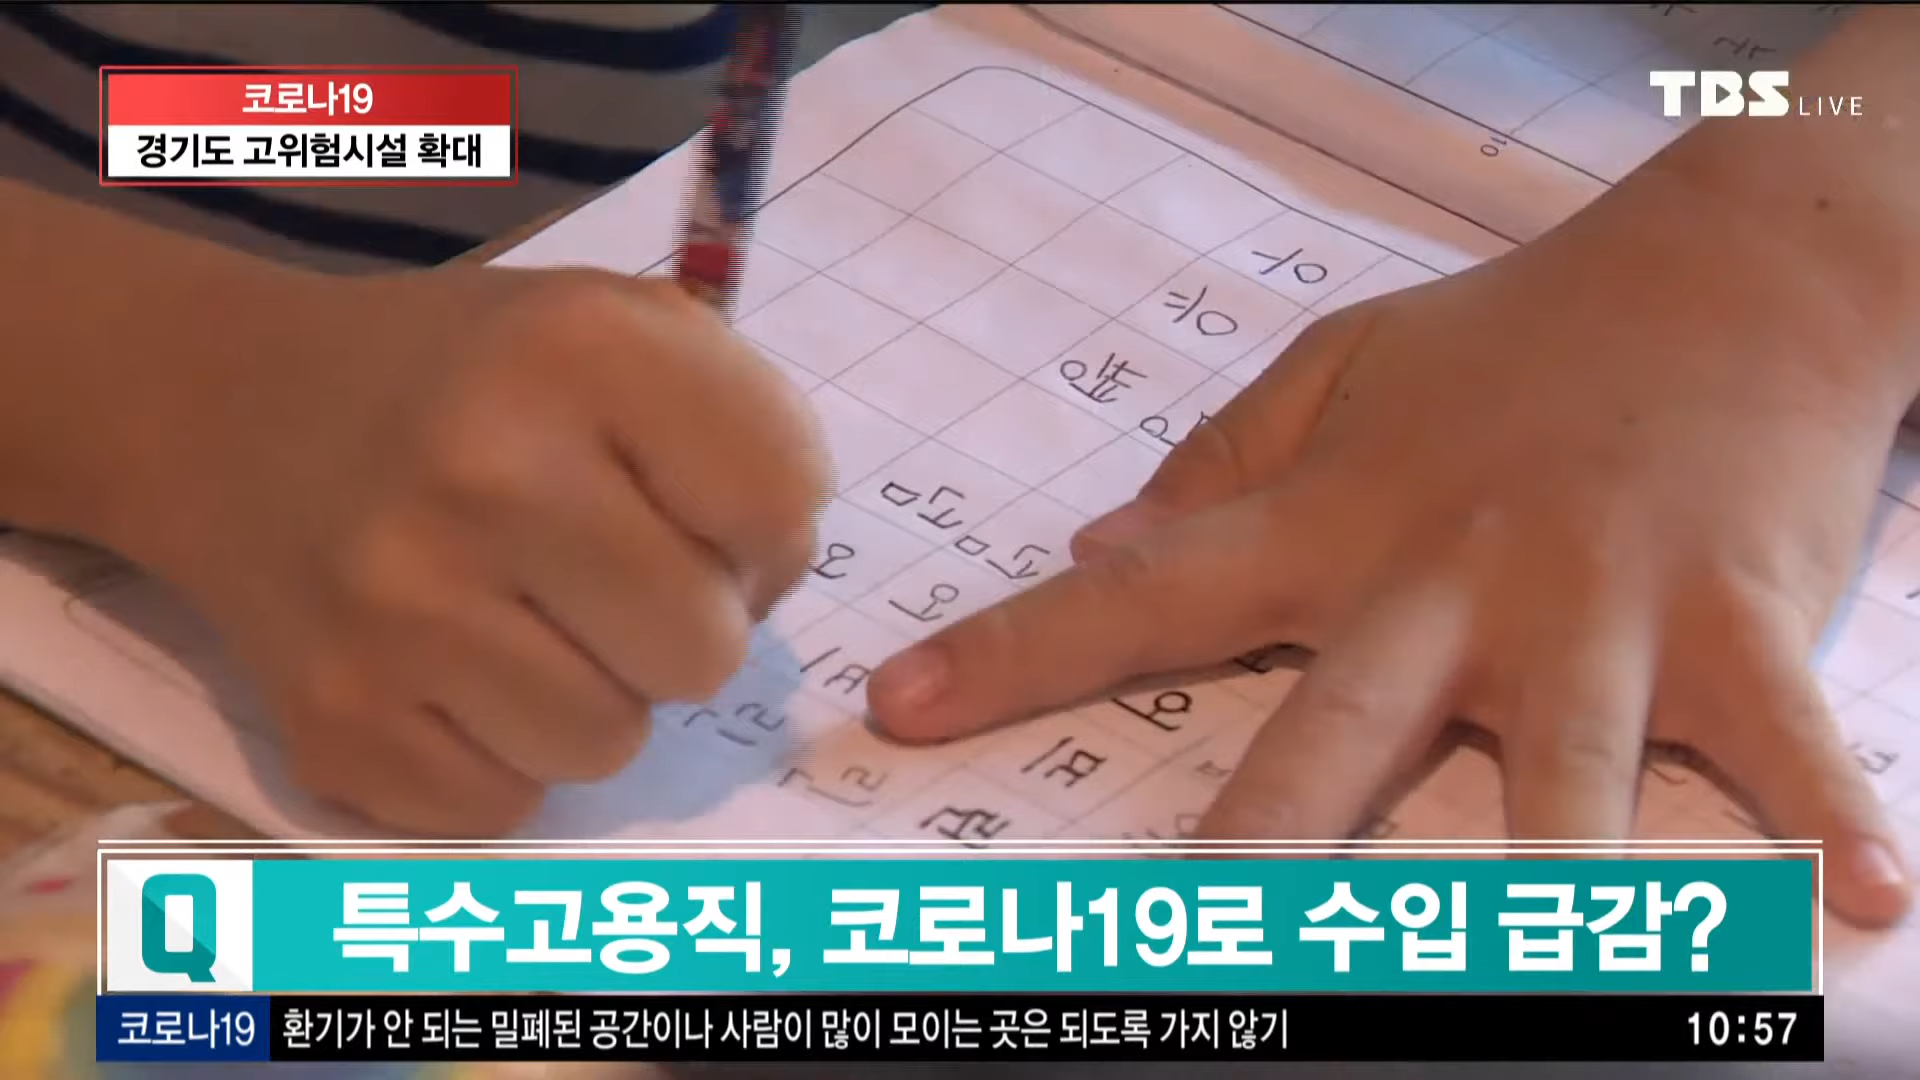 코로나19
경기도 고위험시설 확대
TBS LIVE
아
야
Q 특수고용직, 코로나19로 수입 급감?
코로나19 환기가 안 되는 밀폐된 공간이나 사람이 많이 모이는 곳은 되도록 가지 않기 10:57